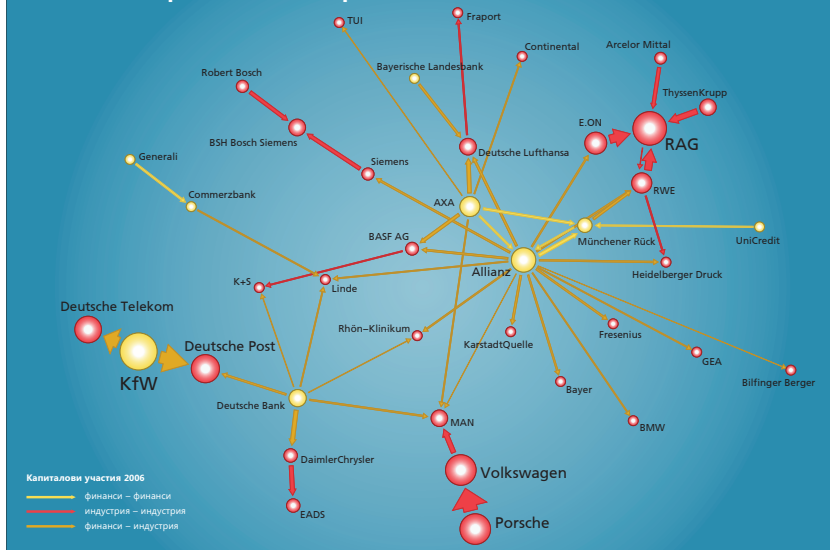 TUI
Fraport
Continental
Arcelor Mittal
Bayerische Landesbank
Robert Bosch
ThyssenKrupp
E.ON
RAG
BSH Bosch Siemens
Deutsche Lufthansa
Generali
Siemens
RWE
Commerzbank
AXA
BASF AG
Münchener Rück
UniCredit
Allianz
Heidelberger Druck
K+S
Linde
Deutsche Telekom
Rhön–Klinikum
KarstadtQuelle
Fresenius
Deutsche Post
GEA
KfW
Bilfinger Berger
Bayer
Deutsche Bank
MAN
BMW
DaimlerChrysler
Volkswagen
EADS
Porsche
Капиталови участия 2006
финанси – финанси
индустрия – индустрия
финанси – индустрия